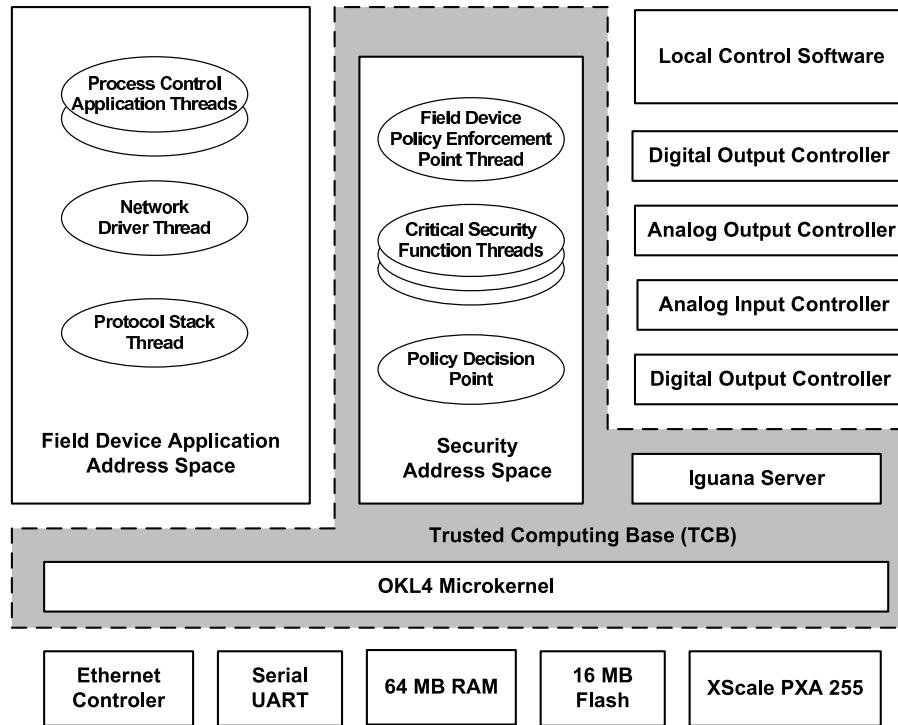 Process Control
Application Threads
Network
Driver Thread
Protocol Stack
Thread
Field Device Application
Address Space
Field Device
Policy Enforcement
Point Thread
Critical Security
Function Threads
Policy Decision
Point
Security
Address Space
Local Control Software
Digital Output Controller
Analog Output Controller
Analog Input Controller
Digital Output Controller
Iguana Server
Trusted Computing Base (TCB)
OKL4 Microkernel
Ethernet
Controler
Serial
UART
64 MB RAM
16 MB
Flash
XScale PXA 255